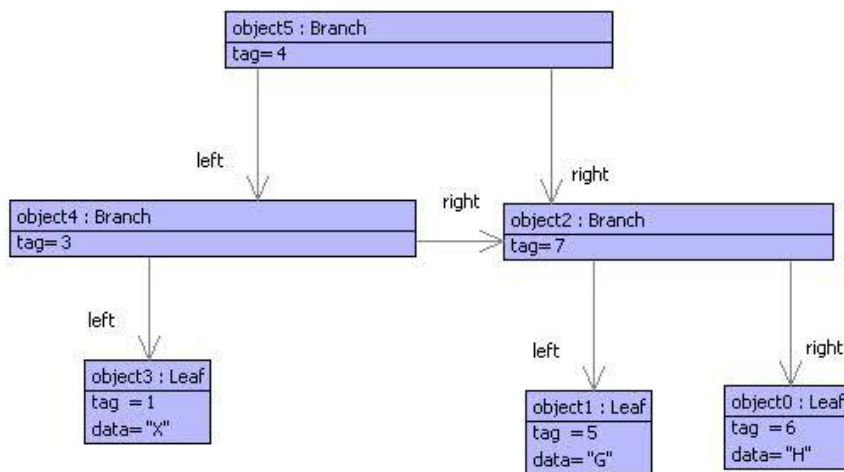 object5 : Branch
tag= 4
left
right
object4 : Branch
tag= 3
right
object2 : Branch
tag=7
left
object3 : Leaf
tag =1
data="X"
left
object1 : Leaf
tag =5
data="G"
right
object0 : Leaf
tag =6
data="H"